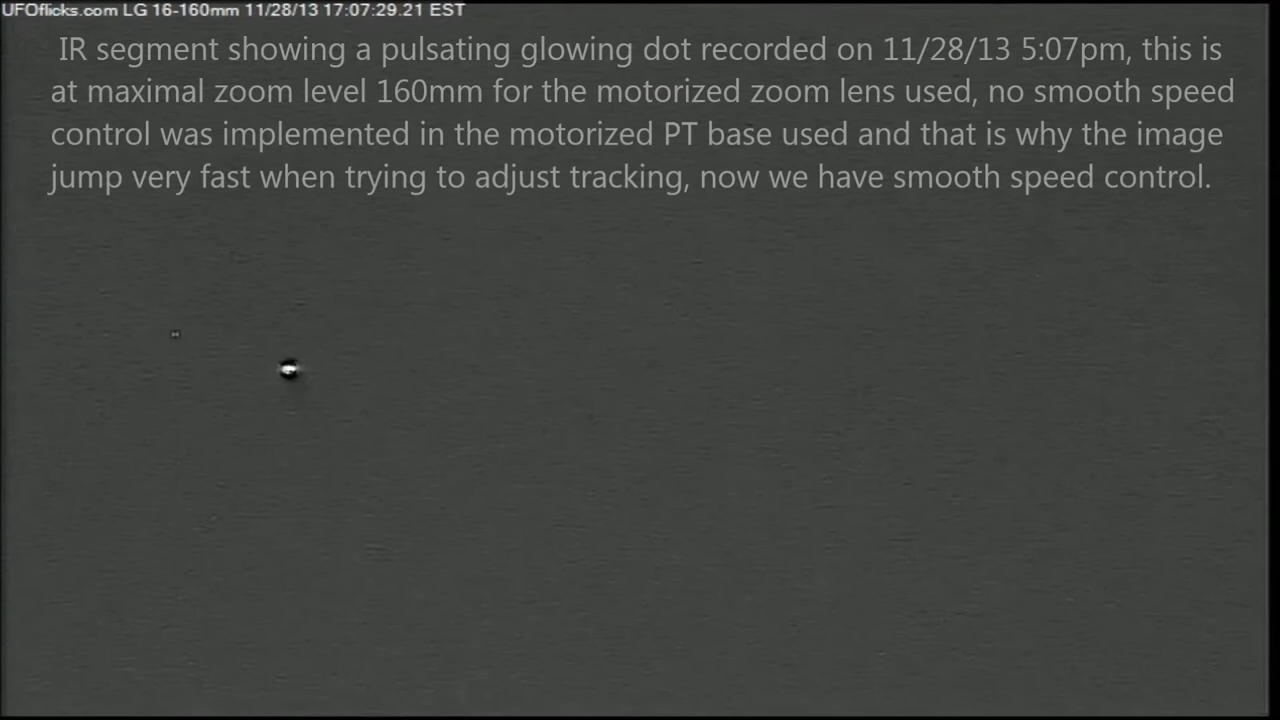 UFOflicks.com LG 16-160mm 11/28/13 17:07:29.21 EST
IR segment showing a pulsating glowing dot recorded on 11/28/13 5:07pm, this is
at maximal zoom level 160mm for the motorized zoom lens used, no smooth speed
control was implemented in the motorized PT base used and that is why the image
jump very fast when trying to adjust tracking, now we have smooth speed control.